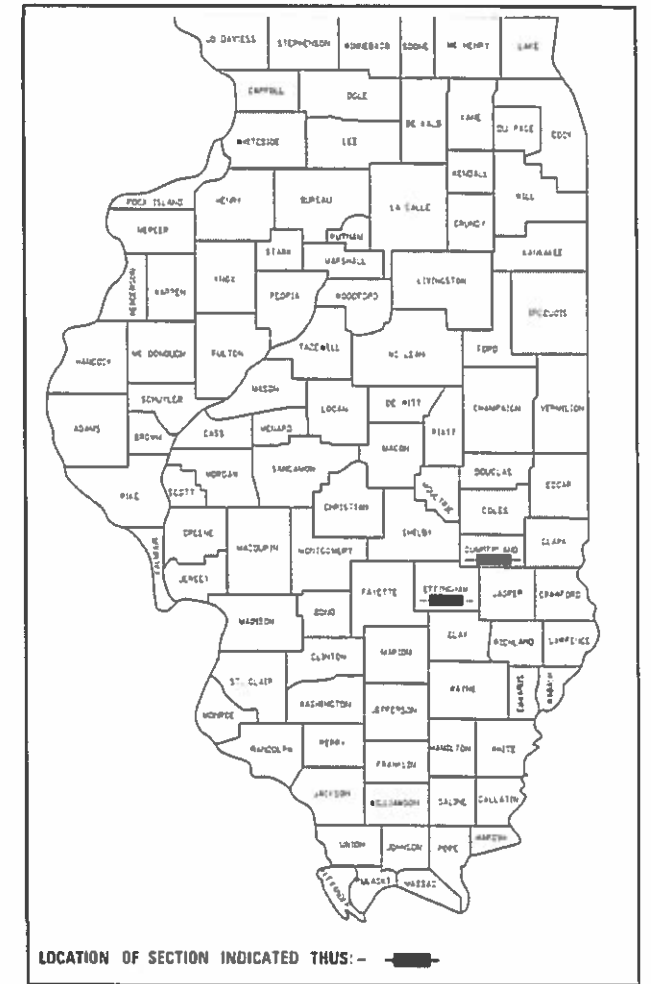 JO DAVIESS STEPHENSON WINNEBAGO BOONE MC HENRY LAKE
CARROLL OGLE DE KALB KANE DU PAGE COOK
WHITESIDE LEE KENDALL WILL
ROCK ISLAND HENRY BUREAU LA SALLE GRUNDY
MERCER PUTNAM KANKAKEE
HENDERSON WARREN KNOX STARK MARSHALL LIVINGSTON
PEORIA WOODFORD IROQUOIS
HANCOCK MC DONOUGH FULTON TAZEWELL MC LEAN FORD
MASON
SCHUYLER LOGAN DE WITT CHAMPAIGN VERMILION
ADAMS BROWN CASS MENARD MACON PIATT
MORGAN SANGAMON DOUGLAS EDGAR
PIKE SCOTT CHRISTIAN MOULTRIE COLES
GREENE MACOUPIN MONTGOMERY SHELBY CUMBERLAND CLARK
CALHOUN JERSEY FAYETTE EFFINGHAM JASPER CRAWFORD
MADISON BOND CLAY RICHLAND LAWRENCE
CLINTON MARION
ST. CLAIR WAYNE EDWARDS WABASH
MONROE WASHINGTON JEFFERSON
RANDOLPH PERRY HAMILTON WHITE
FRANKLIN
JACKSON WILLIAMSON SALINE GALLATIN
UNION JOHNSON POPE HARDIN
ALEXANDER PULASKI MASSAC
LOCATION OF SECTION INDICATED THUS: -